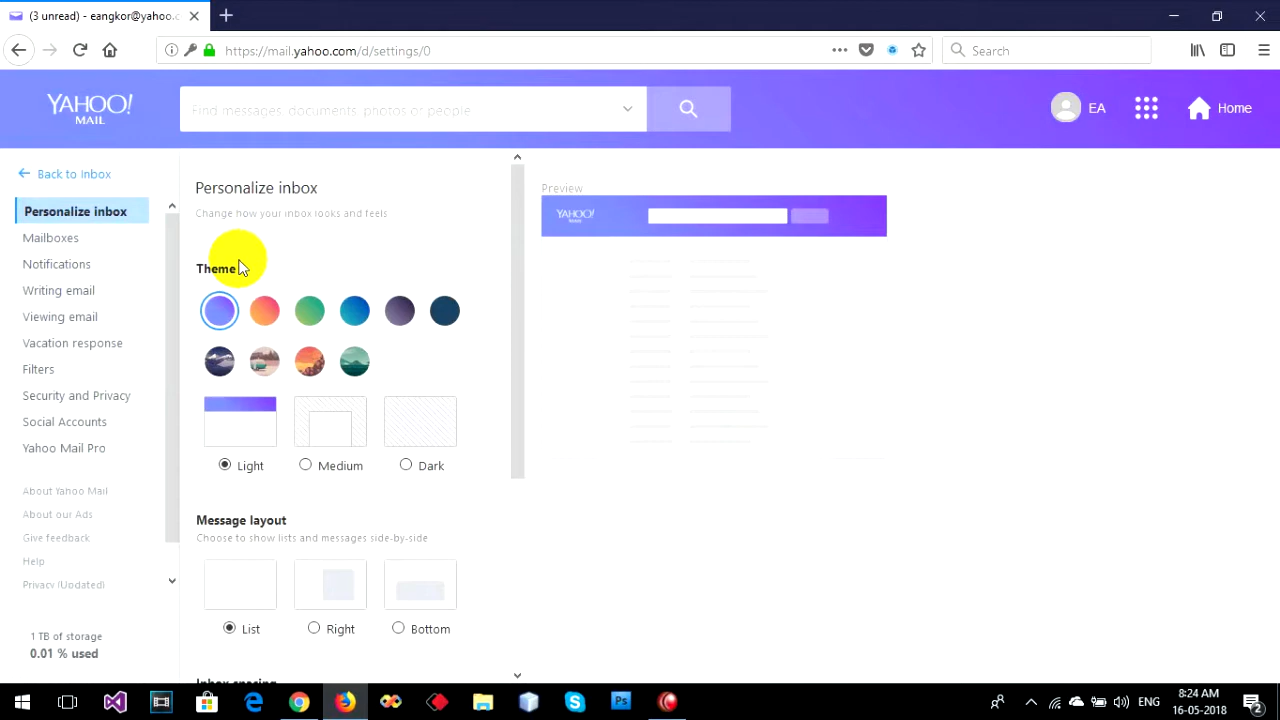 (3 unread) - eangkor@yahoo.c
https://mail.yahoo.com/d/settings/0
Search
YAHOO!
MAIL
Find messages, documents, photos or people
EA
Home
Back to Inbox
Personalize inbox
Mailboxes
Notifications
Writing email
Viewing email
Vacation response
Filters
Security and Privacy
Social Accounts
Yahoo Mail Pro
About Yahoo Mail
About our Ads
Give feedback
Help
Privacy (Updated)
1 TB of storage
0.01 % used
Personalize inbox
Change how your inbox looks and feels
Theme
Light
Medium
Dark
Message layout
Choose to show lists and messages side-by-side
List
Right
Bottom
Inbox spacing
Preview
YAHOO!
MAIL
Ps
ENG
8:24 AM
16-05-2018
2